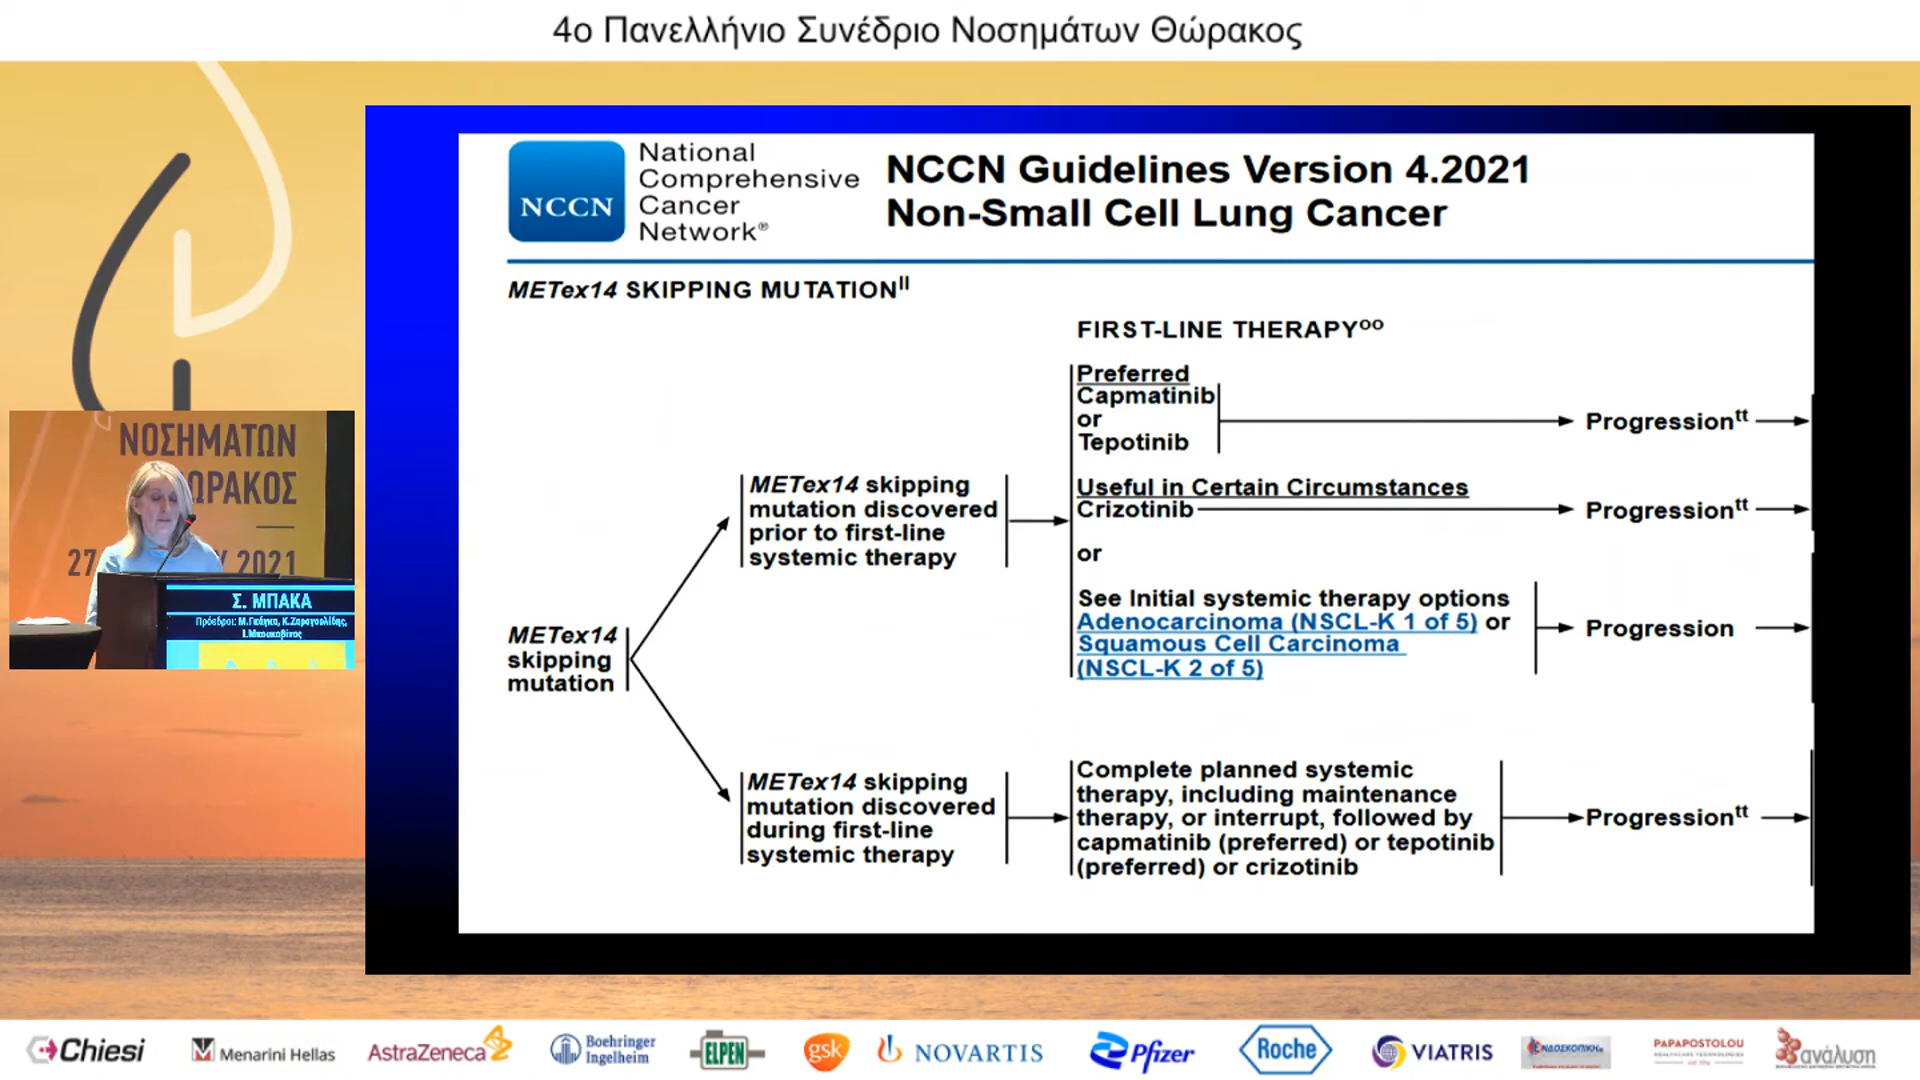 4ο Πανελλήνιο Συνέδριο Νοσημάτων Θώρακος
NCCN
National
Comprehensive
Cancer
Network®
NCCN Guidelines Version 4.2021
Non-Small Cell Lung Cancer
METex14 SKIPPING MUTATIONll
FIRST-LINE THERAPYoo
Preferred
Capmatinib
or
Tepotinib
Progressiontt
Useful in Certain Circumstances
Crizotinib
Progressiontt
or
See Initial systemic therapy options
Adenocarcinoma (NSCL-K 1 of 5) or
Squamous Cell Carcinoma
(NSCL-K 2 of 5)
Progression
METex14 skipping
mutation discovered
prior to first-line
systemic therapy
METex14
skipping
mutation
METex14 skipping
mutation discovered
during first-line
systemic therapy
Complete planned systemic
therapy, including maintenance
therapy, or interrupt, followed by
capmatinib (preferred) or tepotinib
(preferred) or crizotinib
Progressiontt
ΝΟΣΗΜΑΤΩΝ
ΩΡΑΚΟΣ
27
2021
Σ. ΜΠΑΚΑ
Πρόεδροι: Μ.Γκάγκα, Κ.Ζαρογουλίδης,
Ι.Μπουκοβίνας
Chiesi
Menarini Hellas
AstraZeneca
Boehringer
Ingelheim
ELPEN
gsk
NOVARTIS
Pfizer
Roche
VIATRIS
ΕΝΔΟΣΚΟΠΙΚΗ
PAPAPOSTOLOU
HEALTHCARE TECHNOLOGIES
ανάλυση